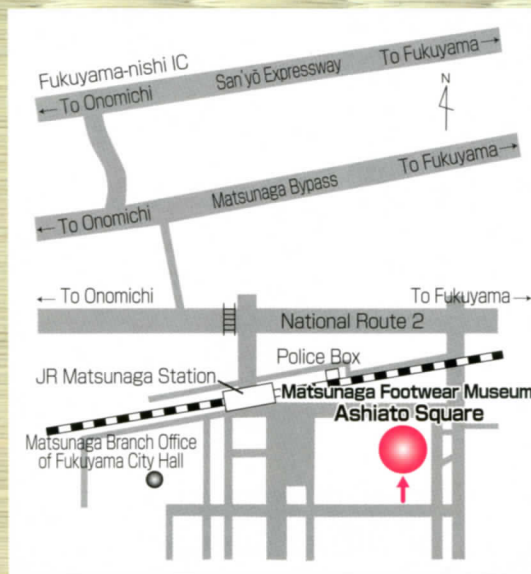 Fukuyama-nishi IC
San'yō Expressway
To Fukuyama →
← To Onomichi
N
To Fukuyama →
Matsunaga Bypass
← To Onomichi
← To Onomichi
To Fukuyama →
National Route 2
Police Box
JR Matsunaga Station
Matsunaga Footwear Museum
Ashiato Square
Matsunaga Branch Office
of Fukuyama City Hall